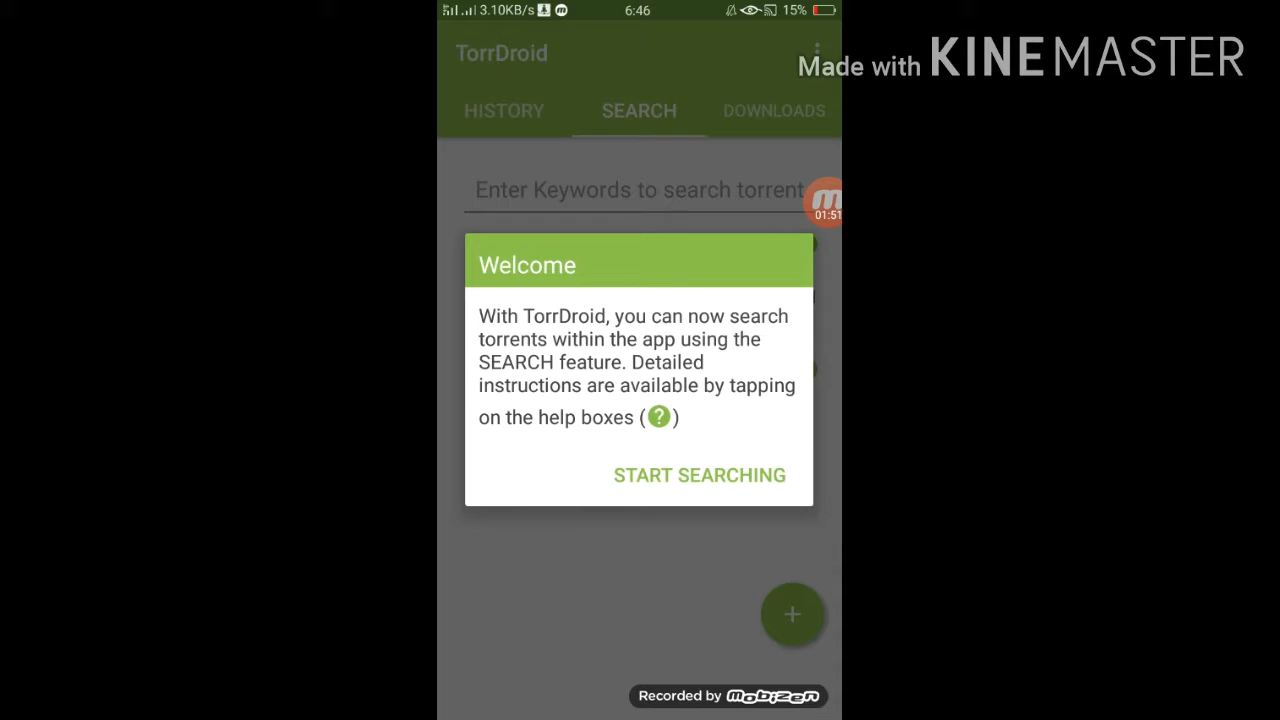 3.10KB/s
6:46
15%
TorrDroid
Made with KINEMASTER
HISTORY
SEARCH
DOWNLOADS
Enter Keywords to search torrent
01:51
Welcome
With TorrDroid, you can now search
torrents within the app using the
SEARCH feature. Detailed
instructions are available by tapping
on the help boxes (?)
START SEARCHING
+
Recorded by mobizen